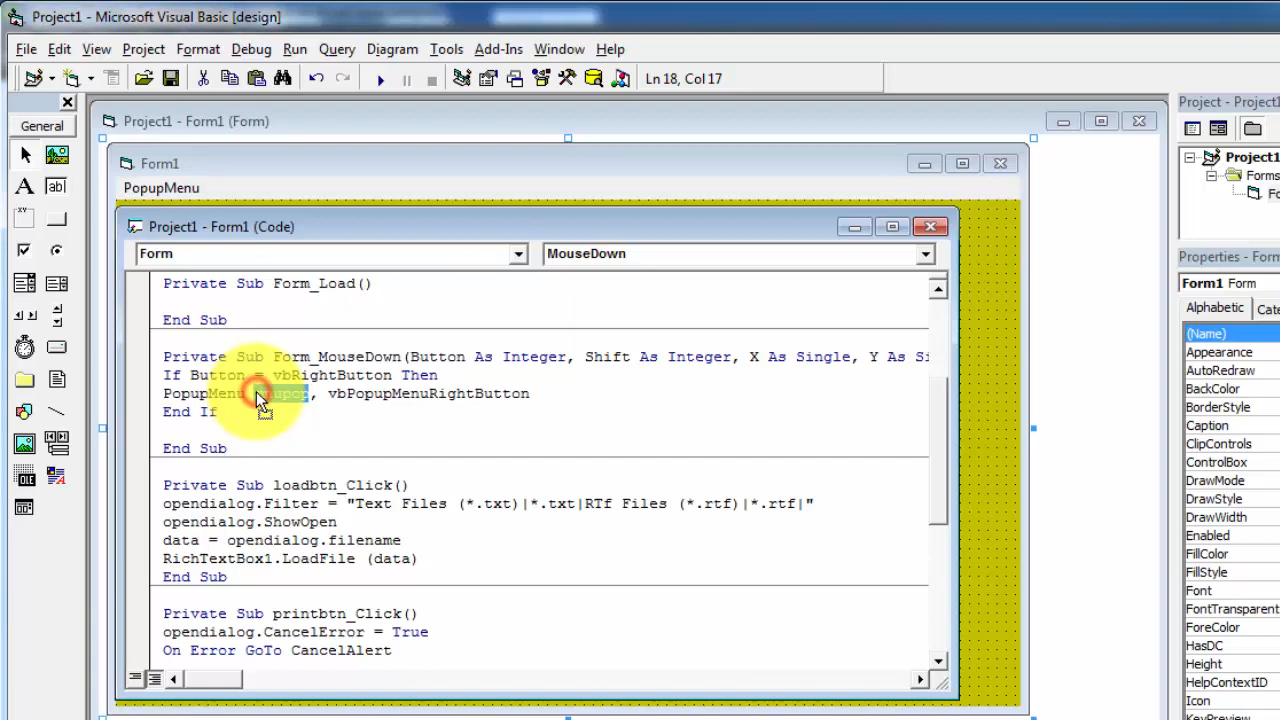 Project1 - Microsoft Visual Basic [design]
File Edit View Project Format Debug Run Query Diagram Tools Add-Ins Window Help
Ln 18, Col 17
General
Project1 - Form1 (Form)
Form1
PopupMenu
Project1 - Form1 (Code)
Form
MouseDown
Private Sub Form_Load()
End Sub
Private Sub Form_MouseDown(Button As Integer, Shift As Integer, X As Single, Y As Si
If Button = vbRightButton Then
PopupMenu , vbPopupMenuRightButton
End If
End Sub
Private Sub loadbtn_Click()
opendialog.Filter = "Text Files (*.txt)|*.txt|RTf Files (*.rtf)|*.rtf|"
opendialog.ShowOpen
data = opendialog.filename
RichTextBox1.LoadFile (data)
End Sub
Private Sub printbtn_Click()
opendialog.CancelError = True
On Error GoTo CancelAlert
Project - Project1
Project1
Forms
Fo
Properties - Form
Form1 Form
Alphabetic Cate
(Name)
Appearance
AutoRedraw
BackColor
BorderStyle
Caption
ClipControls
ControlBox
DrawMode
DrawStyle
DrawWidth
Enabled
FillColor
FillStyle
Font
FontTransparent
ForeColor
HasDC
Height
HelpContextID
Icon
KeyPreview